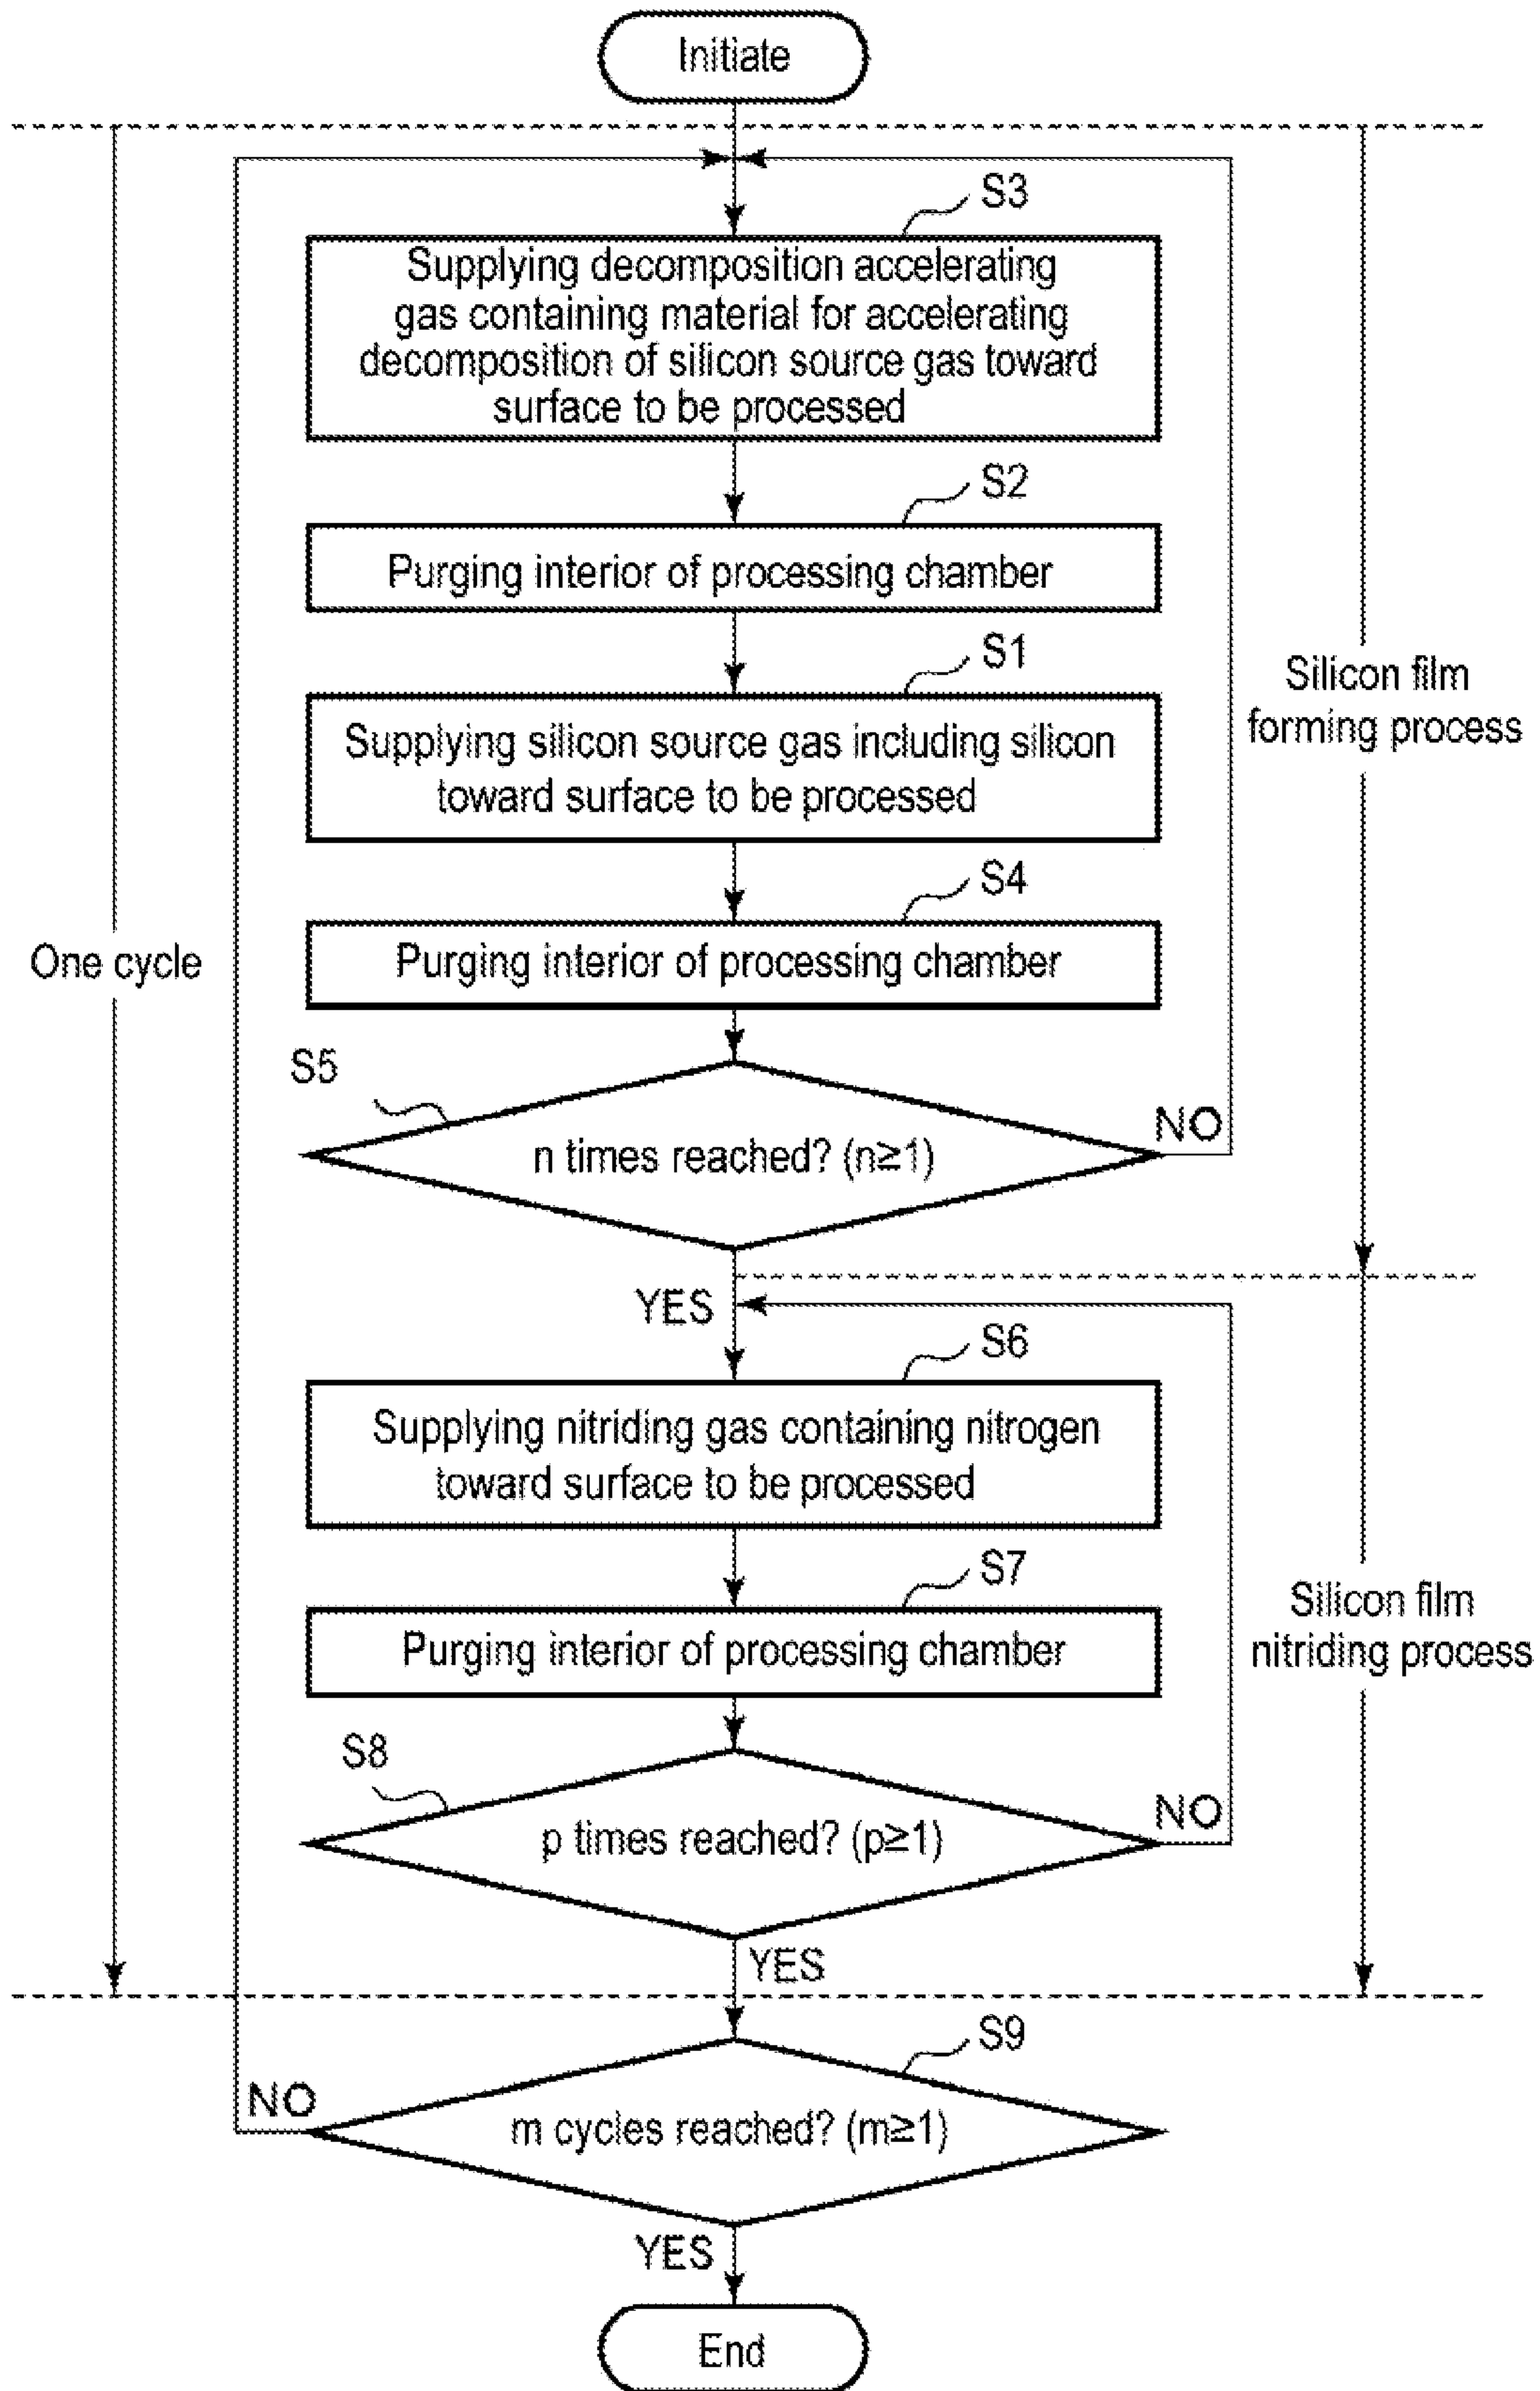 Initiate
S3
Supplying decomposition accelerating
gas containing material for accelerating
decomposition of silicon source gas toward
surface to be processed
S2
Purging interior of processing chamber
S1
Supplying silicon source gas including silicon
toward surface to be processed
Silicon film
forming process
S4
Purging interior of processing chamber
One cycle
S5
n times reached? (n≥1)
NO
YES
S6
Supplying nitriding gas containing nitrogen
toward surface to be processed
S7
Purging interior of processing chamber
Silicon film
nitriding process
S8
p times reached? (p≥1)
NO
YES
S9
NO
m cycles reached? (m≥1)
YES
End